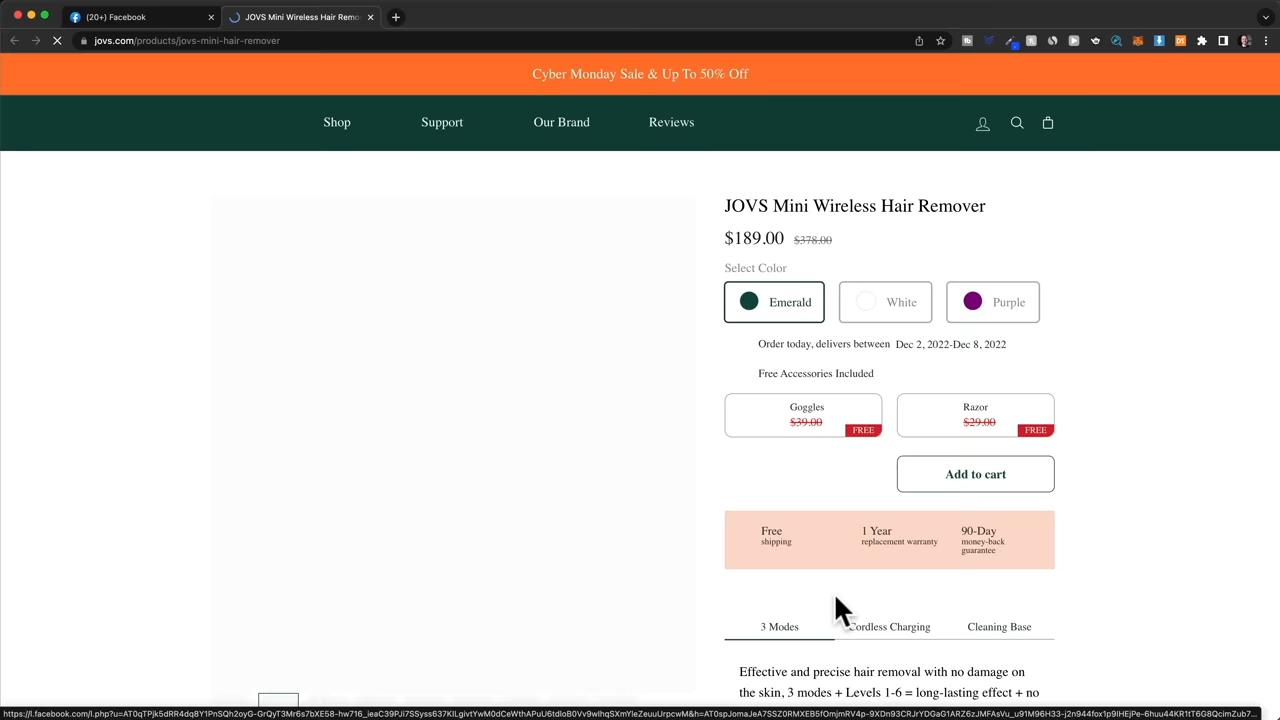 (20+) Facebook
JOVS Mini Wireless Hair Remo
jovs.com/products/jovs-mini-hair-remover
Cyber Monday Sale & Up To 50% Off
Shop Support Our Brand Reviews
JOVS Mini Wireless Hair Remover
$189.00 $378.00
Select Color
Emerald White Purple
Order today, delivers between Dec 2, 2022-Dec 8, 2022
Free Accessories Included
Goggles
$39.00
FREE
Razor
$29.00
FREE
Add to cart
Free
shipping
1 Year
replacement warranty
90-Day
money-back
guarantee
3 Modes Cordless Charging Cleaning Base
Effective and precise hair removal with no damage on
the skin, 3 modes + Levels 1-6 = long-lasting effect + no